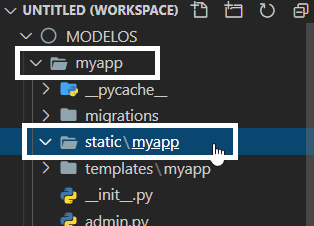 UNTITLED (WORKSPACE)
MODELOS
myapp
__pycache__
migrations
static\myapp
templates\myapp
__init__.py
admin.py